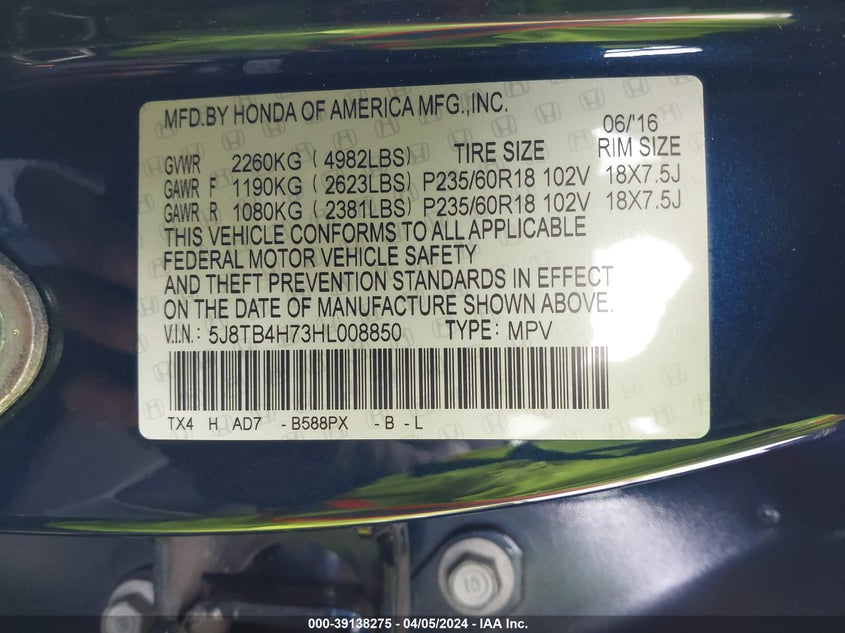 MFD.BY HONDA OF AMERICA MFG.,INC.
06/'16
GVWR 2260KG (4982LBS) TIRE SIZE RIM SIZE
GAWR F 1190KG (2623LBS) P235/60R18 102V 18X7.5J
GAWR R 1080KG (2381LBS) P235/60R18 102V 18X7.5J
THIS VEHICLE CONFORMS TO ALL APPLICABLE
FEDERAL MOTOR VEHICLE SAFETY
AND THEFT PREVENTION STANDARDS IN EFFECT
ON THE DATE OF MANUFACTURE SHOWN ABOVE.
V.I.N.: 5J8TB4H73HL008850 TYPE: MPV
TX4 H AD7 -B588PX -B -L
10
000-39138275 - 04/05/2024 - IAA Inc.